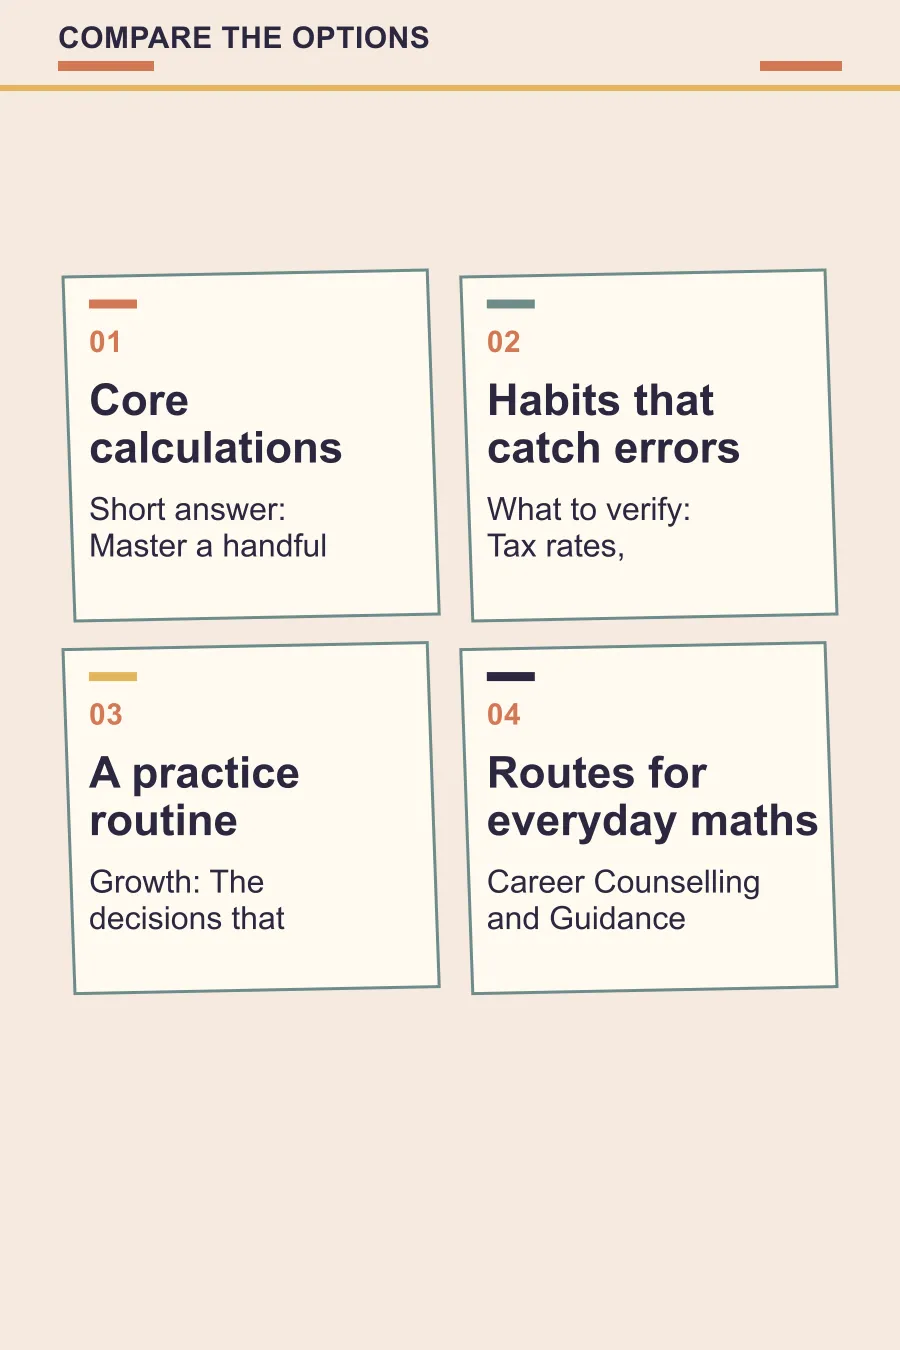 COMPARE THE OPTIONS
01
Core
calculations
Short answer:
Master a handful
02
Habits that
catch errors
What to verify:
Tax rates,
03
A practice
routine
Growth: The
decisions that
04
Routes for
everyday maths
Career Counselling
and Guidance